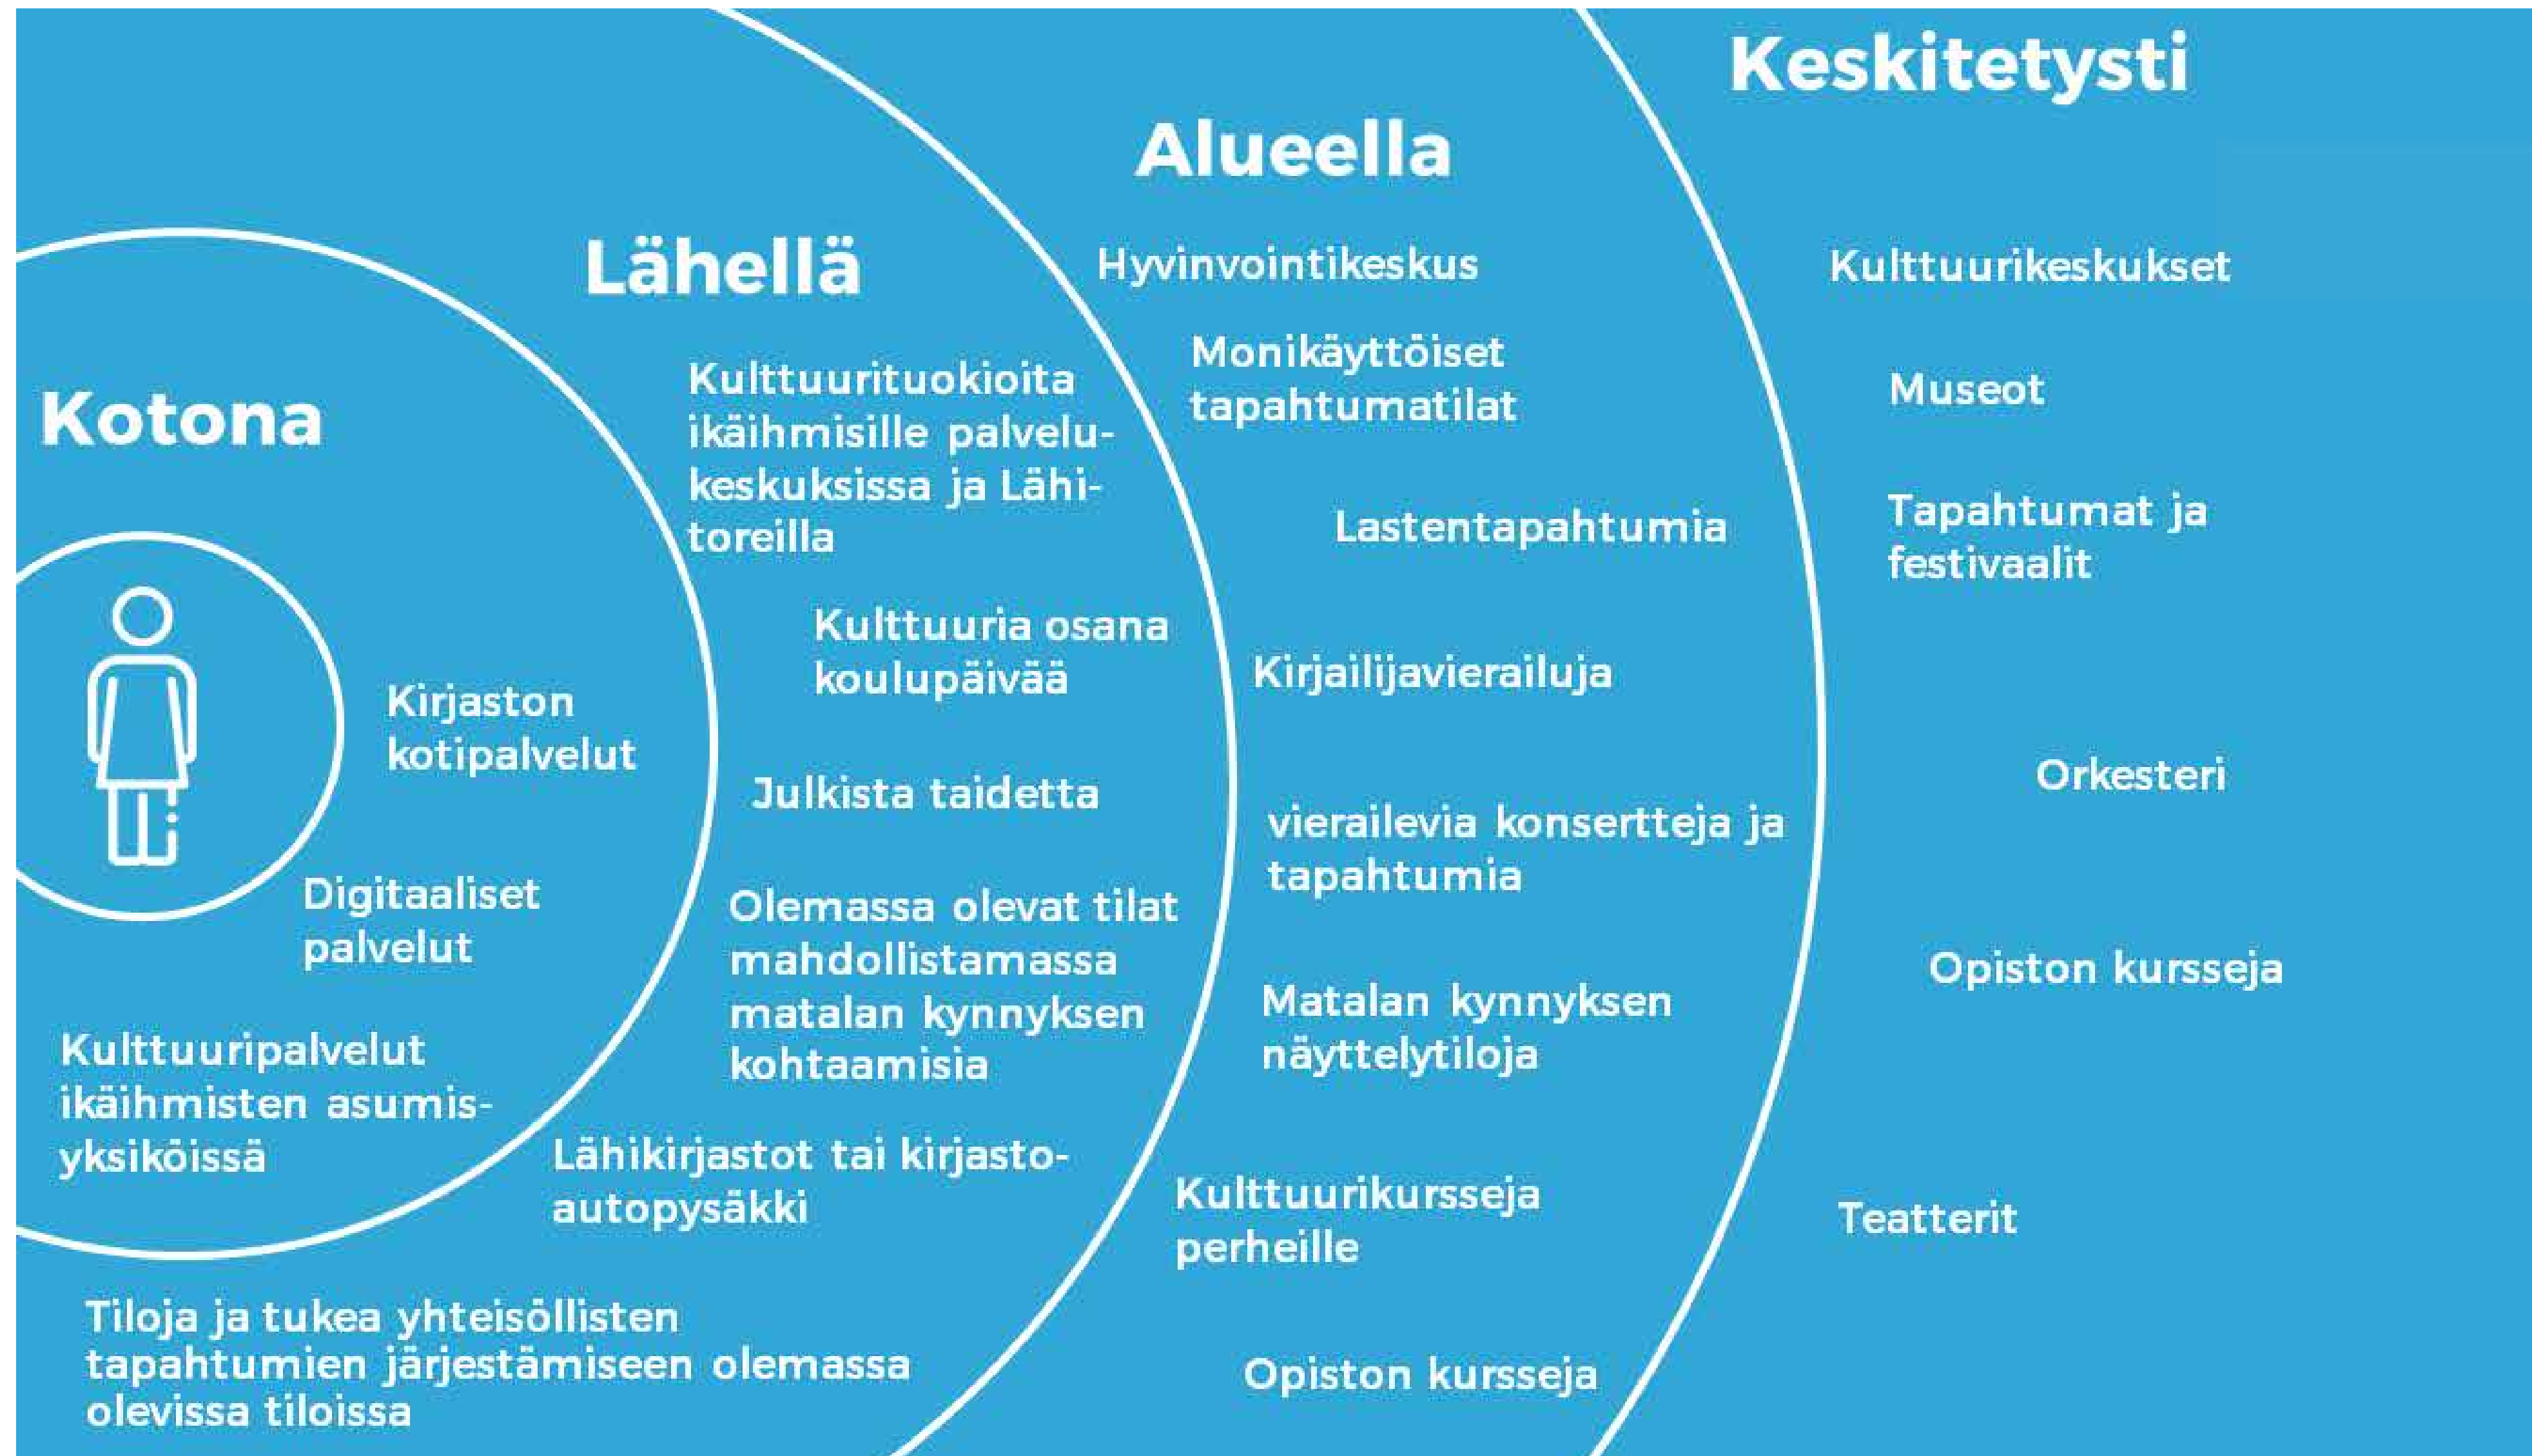 Kotona
Kirjaston
kotipalvelut
Digitaaliset
palvelut
Kulttuuripalvelut
ikäihmisten asumis-
yksiköissä
Lähellä
Kulttuurituokioita
ikäihmisille palvelu-
keskuksissa ja Lähi-
toreilla
Kulttuuria osana
koulupäivää
Julkista taidetta
Olemassa olevat tilat
mahdollistamassa
matalan kynnyksen
kohtaamisia
Lähikirjastot tai kirjasto-
autopysäkki
Tiloja ja tukea yhteisöllisten
tapahtumien järjestämiseen olemassa
olevissa tiloissa
Alueella
Hyvinvointikeskus
Monikäyttöiset
tapahtumatilat
Lastentapahtumia
Kirjailijavierailuja
vierailevia konsertteja ja
tapahtumia
Matalan kynnyksen
näyttelytiloja
Kulttuurikursseja
perheille
Opiston kursseja
Keskitetysti
Kulttuurikeskukset
Museot
Tapahtumat ja
festivaalit
Orkesteri
Opiston kursseja
Teatterit